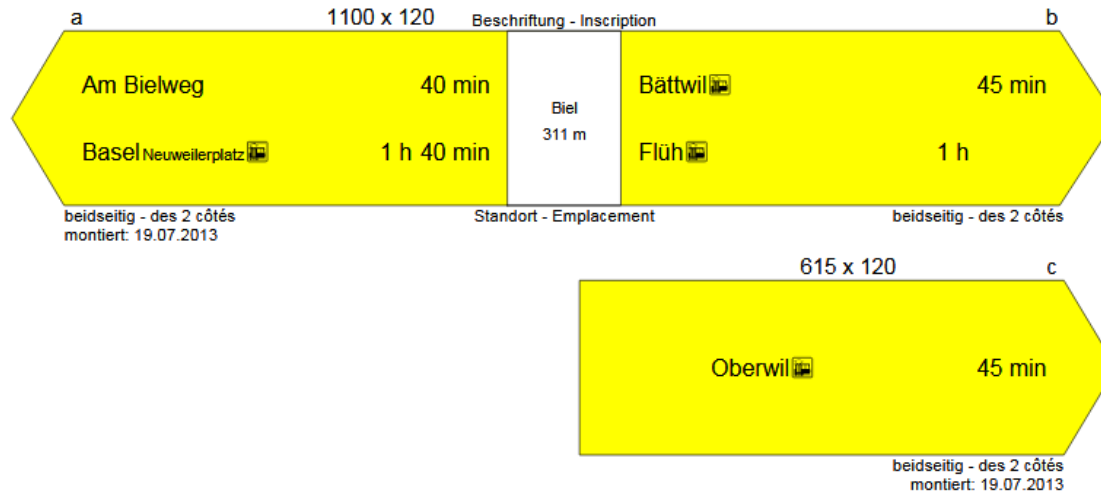 a 1100 x 120 Beschriftung - Inscription b
Am Bielweg 40 min
Basel Neuweilerplatz 1 h 40 min
Biel
311 m
Bättwil 45 min
Flüh 1 h
beidseitig - des 2 côtés Standort - Emplacement beidseitig - des 2 côtés
montiert: 19.07.2013
615 x 120 c
Oberwil 45 min
beidseitig - des 2 côtés
montiert: 19.07.2013